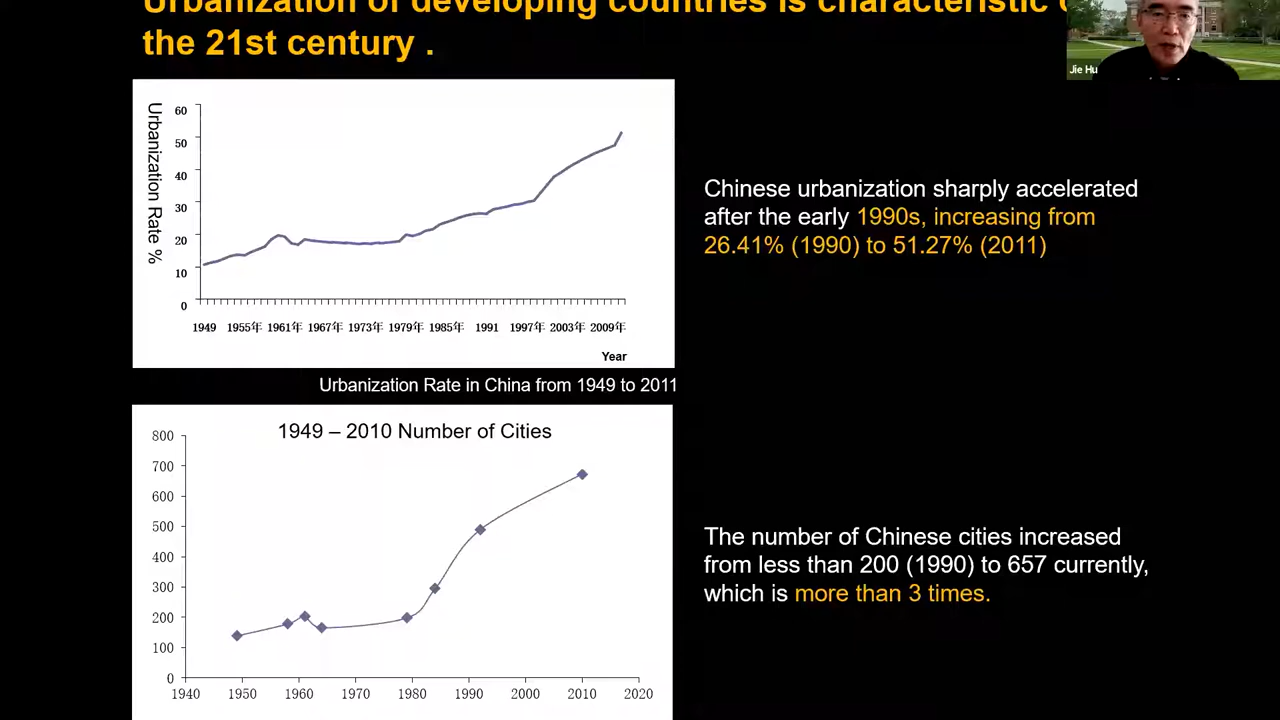 Urbanization of developing countries is characteristic
the 21st century .
Jie Hu
Urbanization Rate %
60
50
40
30
20
10
0
1949 1955年 1961年 1967年 1973年 1979年 1985年 1991 1997年 2003年 2009年
Year
Urbanization Rate in China from 1949 to 2011
Chinese urbanization sharply accelerated
after the early 1990s, increasing from
26.41% (1990) to 51.27% (2011)
1949 – 2010 Number of Cities
800
700
600
500
400
300
200
100
0
1940 1950 1960 1970 1980 1990 2000 2010 2020
The number of Chinese cities increased
from less than 200 (1990) to 657 currently,
which is more than 3 times.